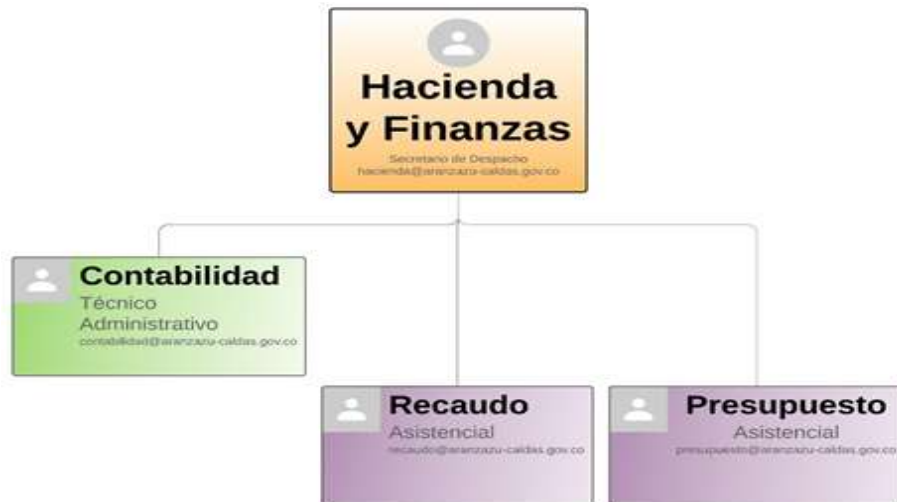 Hacienda
y Finanzas
Secretario de Despacho
hacienda@aranzazu-caldas.gov.co
Contabilidad
Técnico
Administrativo
contabilidad@aranzazu-caldas.gov.co
Recaudo
Asistencial
recaudo@aranzazu-caldas.gov.co
Presupuesto
Asistencial
presupuesto@aranzazu-caldas.gov.co